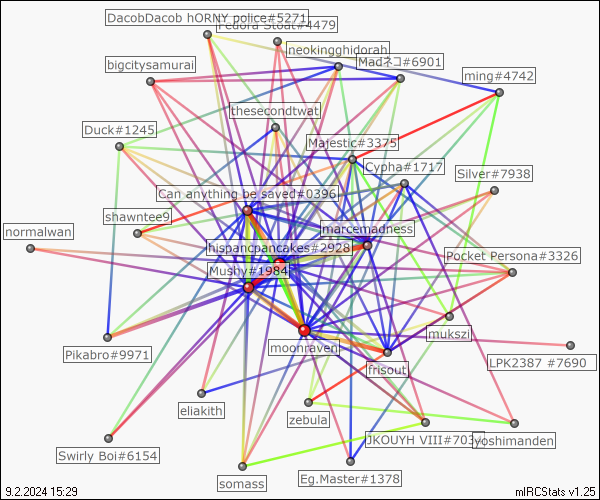 DacobDacob hORNY police#5271
Fedora Stoat#4479
neokingghidorah
bigcitysamurai
Madネコ#6901
ming#4742
thesecondtwat
Duck#1245
Majestic#3375
Cypha#1717
Silver#7938
Can anything be saved#0396
shawntee9
marcemadness
normalwan
hispanopancakes#2928
Pocket Persona#3326
Mushy#1984
mukszi
moonraven
Pikabro#9971
LPK2387 #7690
frisout
eliakith
zebula
JKOUYH VIII#703
yoshimanden
Swirly Boi#6154
somass
Eg.Master#1378
9.2.2024 15:29
mIRCStats v1.25